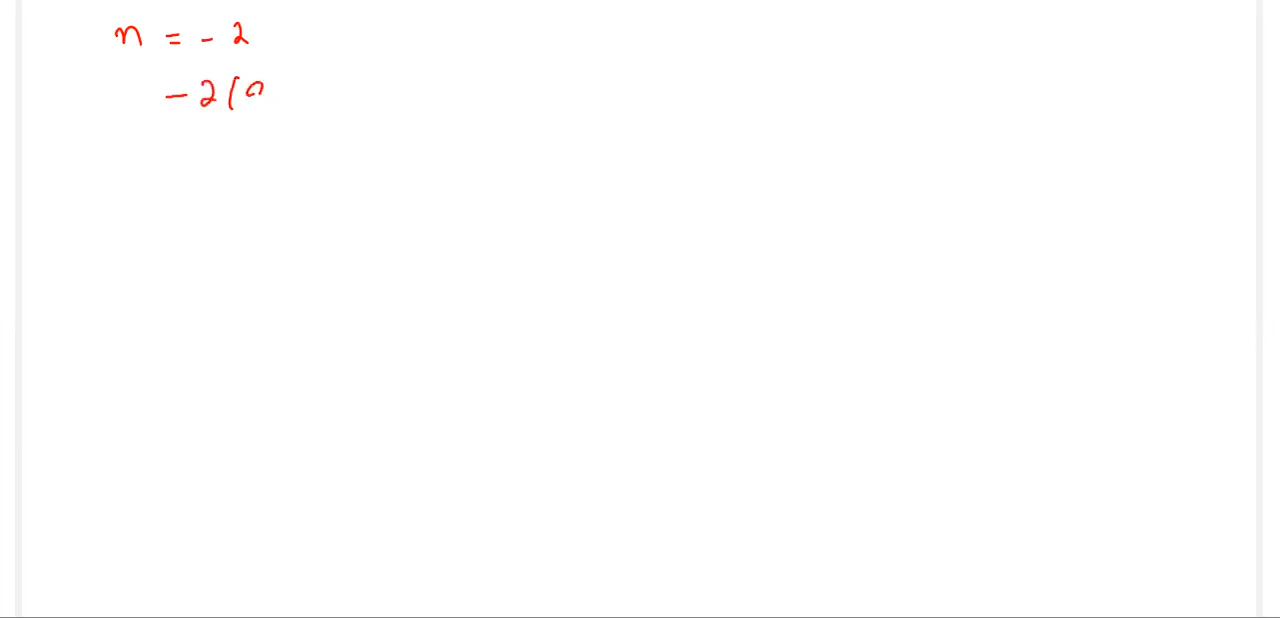 n = - 2
- 2 ( a